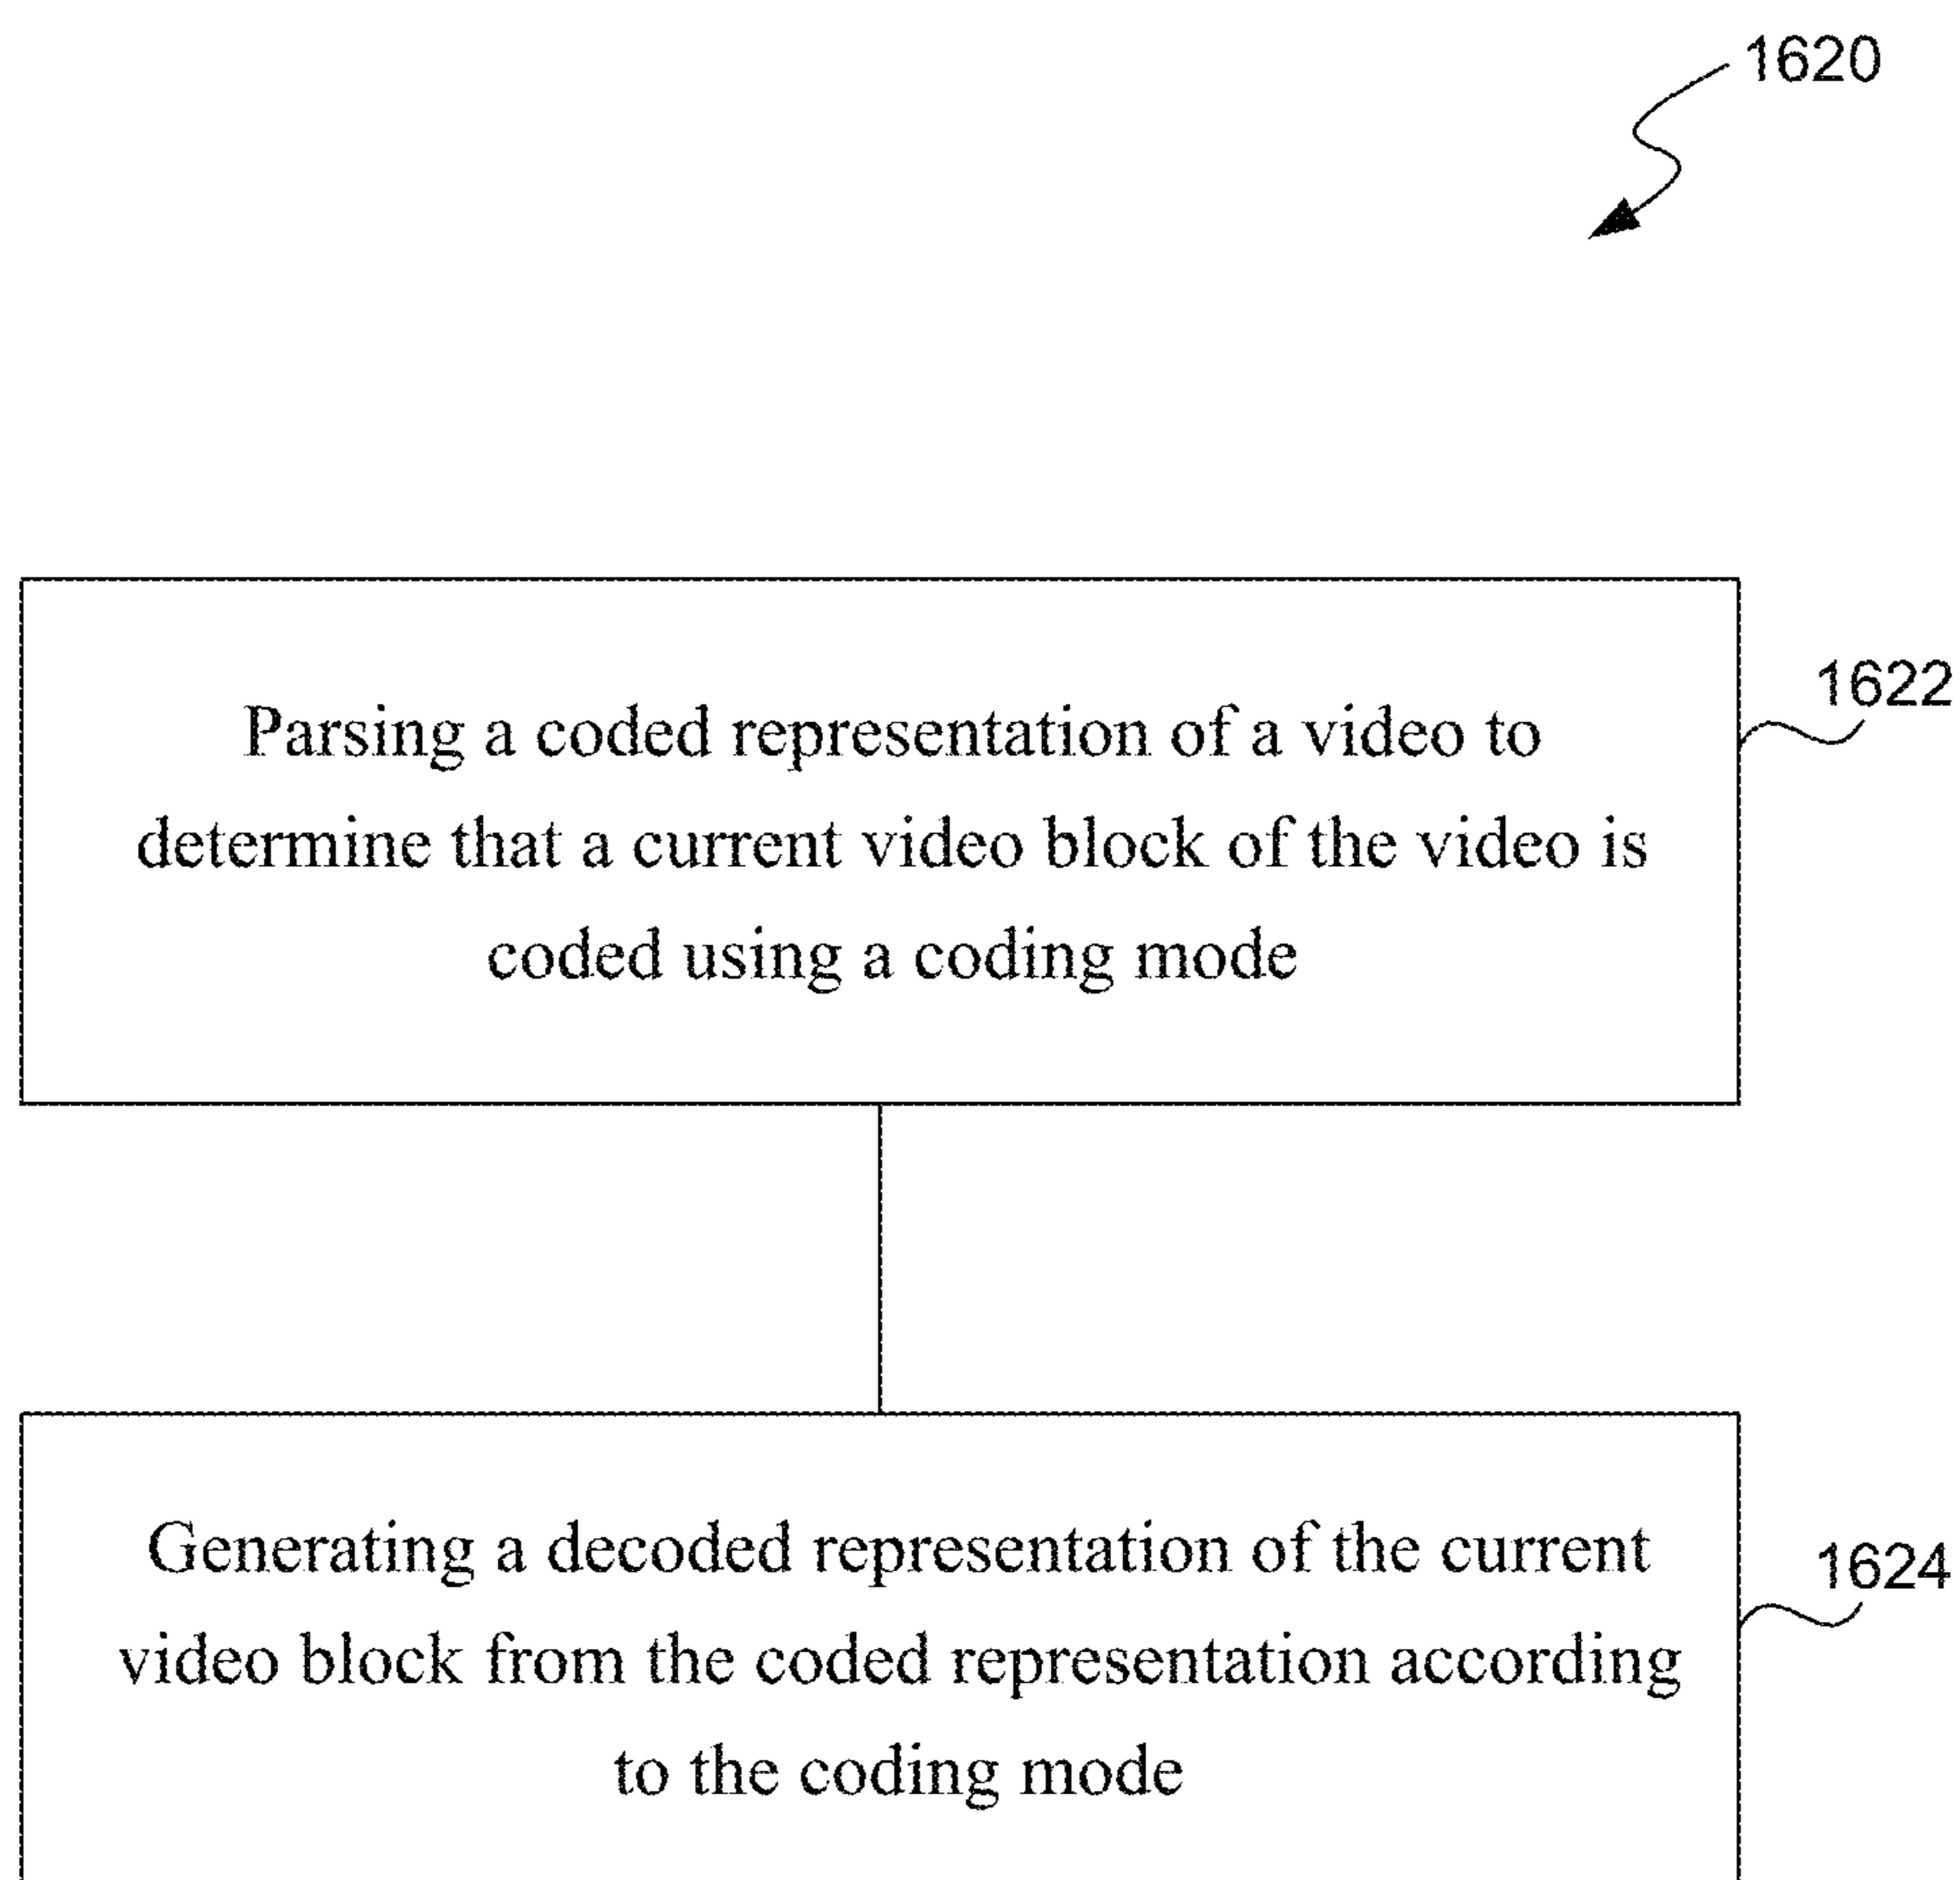 1620
Parsing a coded representation of a video to
determine that a current video block of the video is
coded using a coding mode
1622
Generating a decoded representation of the current
video block from the coded representation according
to the coding mode
1624